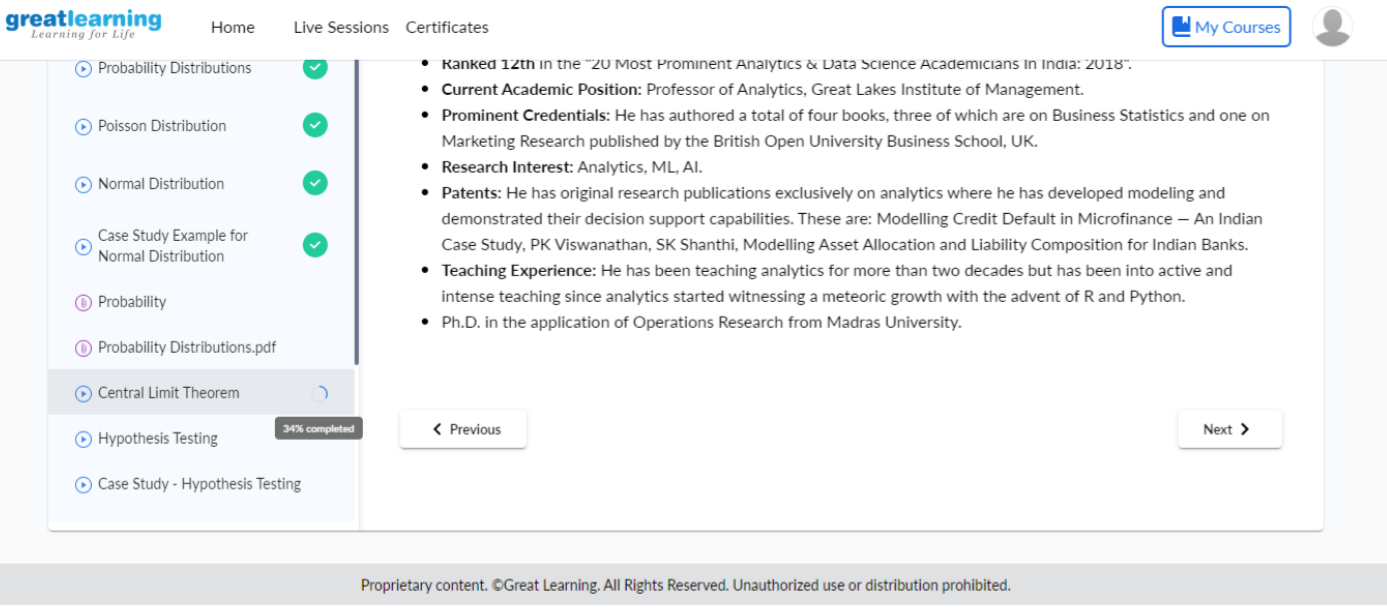 greatlearning
Learning for Life
Home
Live Sessions
Certificates
My Courses
Probability Distributions
Poisson Distribution
Normal Distribution
Case Study Example for
Normal Distribution
Probability
Probability Distributions.pdf
Central Limit Theorem
34% completed
Hypothesis Testing
Case Study - Hypothesis Testing
• Ranked 12th in the "20 Most Prominent Analytics & Data Science Academicians In India: 2018".
• Current Academic Position: Professor of Analytics, Great Lakes Institute of Management.
• Prominent Credentials: He has authored a total of four books, three of which are on Business Statistics and one on
Marketing Research published by the British Open University Business School, UK.
• Research Interest: Analytics, ML, AI.
• Patents: He has original research publications exclusively on analytics where he has developed modeling and
demonstrated their decision support capabilities. These are: Modelling Credit Default in Microfinance — An Indian
Case Study, PK Viswanathan, SK Shanthi, Modelling Asset Allocation and Liability Composition for Indian Banks.
• Teaching Experience: He has been teaching analytics for more than two decades but has been into active and
intense teaching since analytics started witnessing a meteoric growth with the advent of R and Python.
• Ph.D. in the application of Operations Research from Madras University.
Previous
Next
Proprietary content. ©Great Learning. All Rights Reserved. Unauthorized use or distribution prohibited.